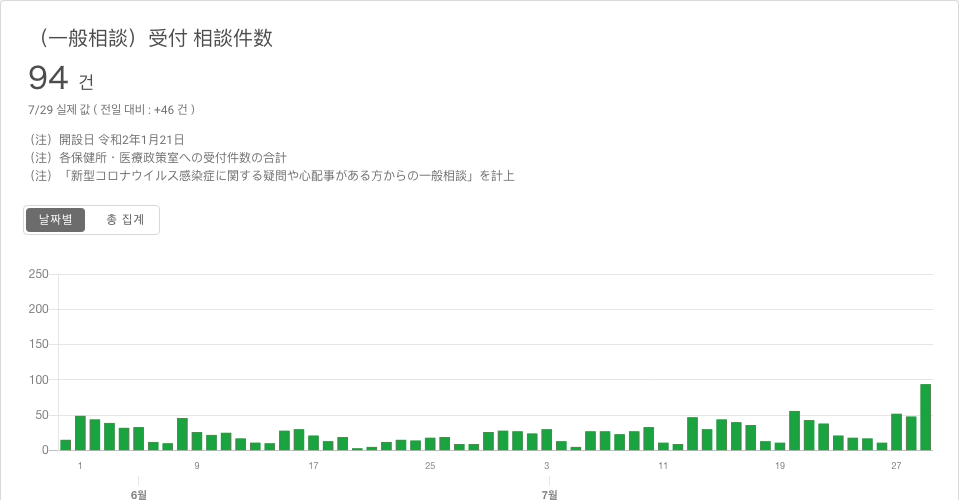 （一般相談）受付 相談件数
94 건
7/29 실제 값 ( 전일 대비 : +46 건 )
（注）開設日 令和2年1月21日
（注）各保健所・医療政策室への受付件数の合計
（注）「新型コロナウイルス感染症に関する疑問や心配事がある方からの一般相談」を計上
날짜별 총 집계
250
200
150
100
50
0
1 9 17 25 3 11 19 27
6월 7월